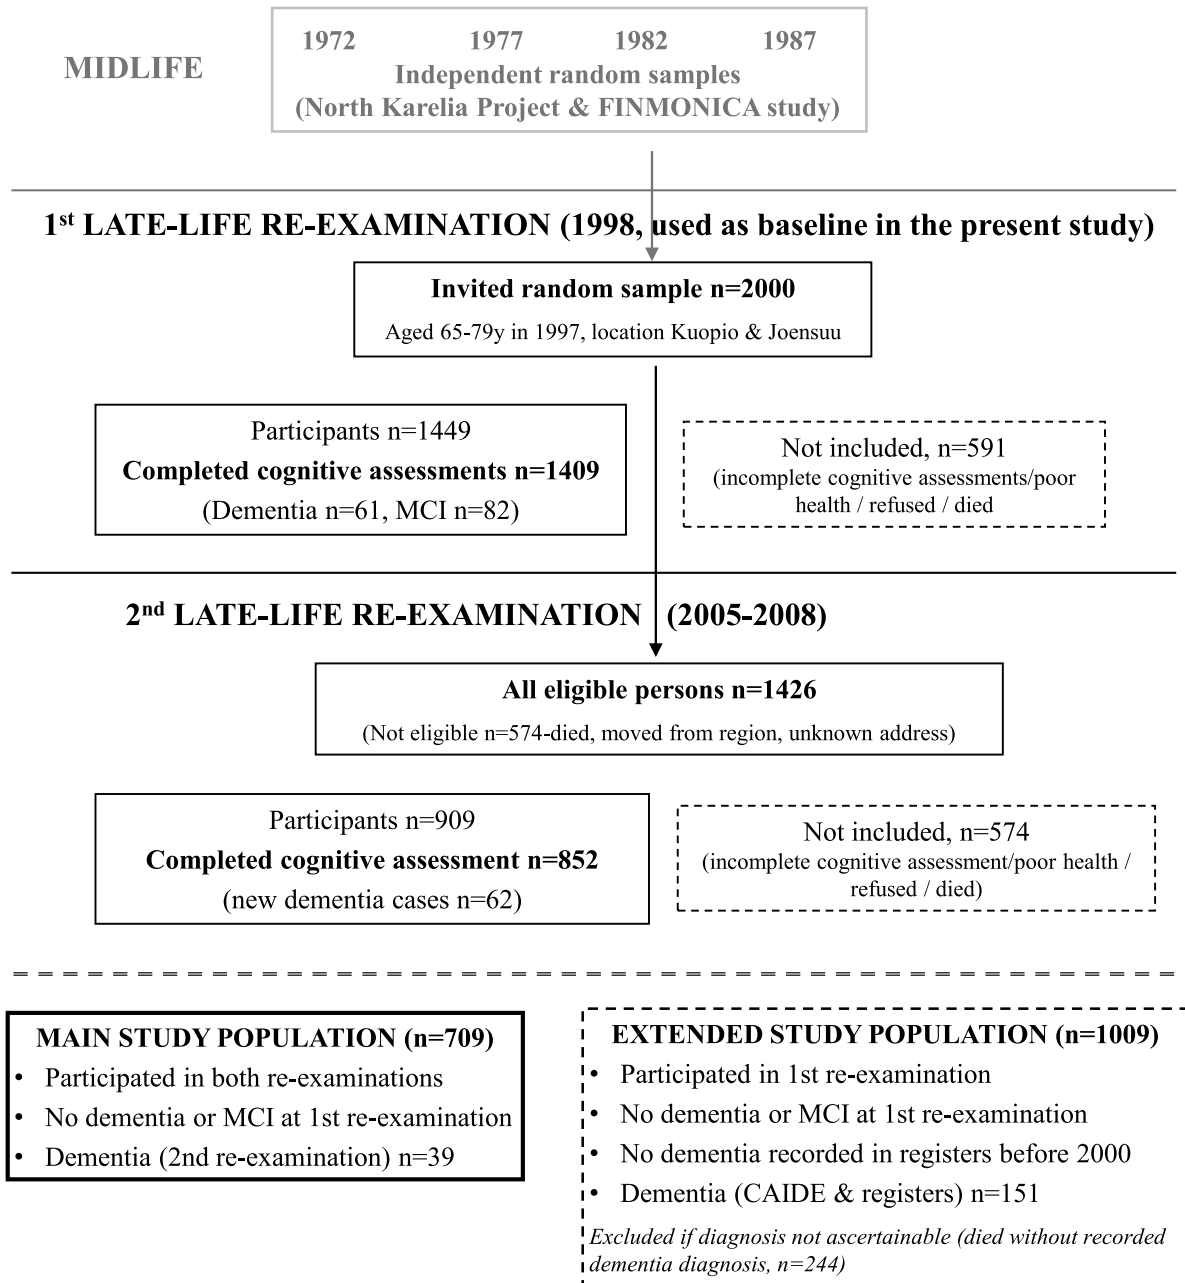 1972 1977 1982 1987
MIDLIFE
Independent random samples
(North Karelia Project & FINMONICA study)
1st LATE-LIFE RE-EXAMINATION (1998, used as baseline in the present study)
Invited random sample n=2000
Aged 65-79y in 1997, location Kuopio & Joensuu
Participants n=1449
Completed cognitive assessments n=1409
(Dementia n=61, MCI n=82)
Not included, n=591
(incomplete cognitive assessments/poor
health / refused / died
2nd LATE-LIFE RE-EXAMINATION (2005-2008)
All eligible persons n=1426
(Not eligible n=574-died, moved from region, unknown address)
Participants n=909
Completed cognitive assessment n=852
(new dementia cases n=62)
Not included, n=574
(incomplete cognitive assessment/poor health /
refused / died)
MAIN STUDY POPULATION (n=709)
• Participated in both re-examinations
• No dementia or MCI at 1st re-examination
• Dementia (2nd re-examination) n=39
EXTENDED STUDY POPULATION (n=1009)
• Participated in 1st re-examination
• No dementia or MCI at 1st re-examination
• No dementia recorded in registers before 2000
• Dementia (CAIDE & registers) n=151
Excluded if diagnosis not ascertainable (died without recorded
dementia diagnosis, n=244)